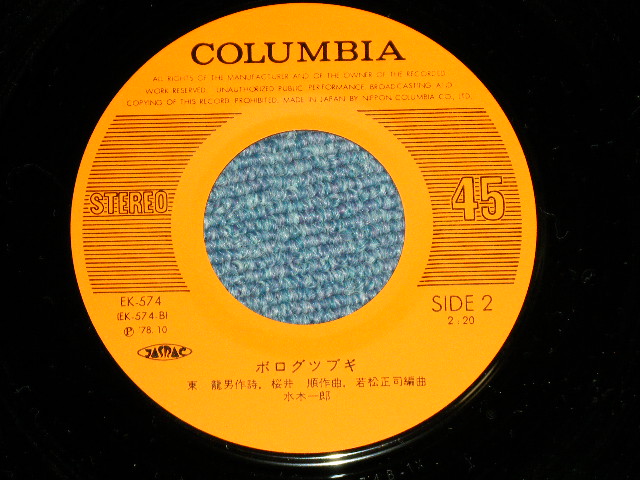 COLUMBIA
ALL RIGHTS OF THE MANUFACTURER AND OF THE OWNER OF THE RECORDED
WORK RESERVED. UNAUTHORIZED PUBLIC PERFORMANCE, BROADCASTING AND
COPYING OF THIS RECORD PROHIBITED. MADE IN JAPAN BY NIPPON COLUMBIA CO., LTD.
STEREO
45
EK-574
(EK-574-B)
Ⓟ '78.10
JASRAC
SIDE 2
2:20
ボログツブギ
東 龍男作詩, 桜井 順作曲, 若松正司編曲
水木一郎